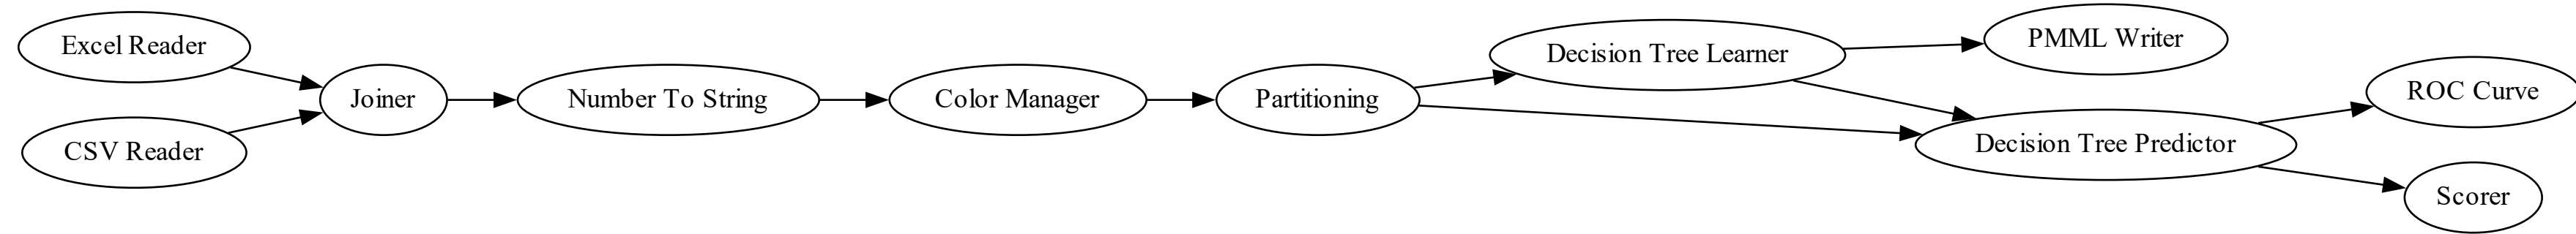 Excel Reader
CSV Reader
Joiner
Number To String
Color Manager
Partitioning
Decision Tree Learner
PMML Writer
Decision Tree Predictor
ROC Curve
Scorer